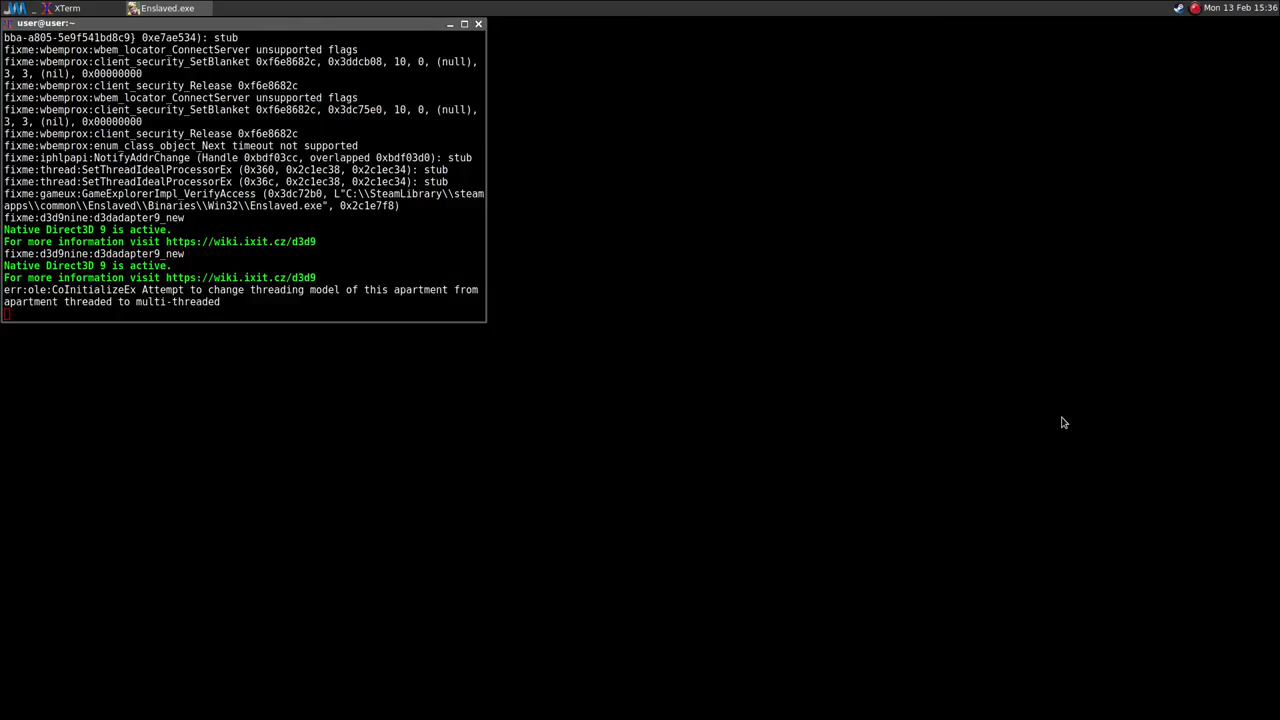 XTerm
Enslaved.exe
Mon 13 Feb 15:36
user@user:~
bba-a805-5e9f541bd8c9} 0xe7ae534): stub
fixme:wbemprox:wbem_locator_ConnectServer unsupported flags
fixme:wbemprox:client_security_SetBlanket 0xf6e8682c, 0x3ddcb08, 10, 0, (null),
3, 3, (nil), 0x00000000
fixme:wbemprox:client_security_Release 0xf6e8682c
fixme:wbemprox:wbem_locator_ConnectServer unsupported flags
fixme:wbemprox:client_security_SetBlanket 0xf6e8682c, 0x3dc75e0, 10, 0, (null),
3, 3, (nil), 0x00000000
fixme:wbemprox:client_security_Release 0xf6e8682c
fixme:wbemprox:enum_class_object_Next timeout not supported
fixme:iphlpapi:NotifyAddrChange (Handle 0xbdf03cc, overlapped 0xbdf03d0): stub
fixme:thread:SetThreadIdealProcessorEx (0x360, 0x2c1ec38, 0x2c1ec34): stub
fixme:thread:SetThreadIdealProcessorEx (0x36c, 0x2c1ec38, 0x2c1ec34): stub
fixme:gameux:GameExplorerImpl_VerifyAccess (0x3dc72b0, L"C:\\SteamLibrary\\steam
apps\\common\\Enslaved\\Binaries\\Win32\\Enslaved.exe", 0x2c1e7f8)
fixme:d3d9nine:d3dadapter9_new
Native Direct3D 9 is active.
For more information visit https://wiki.ixit.cz/d3d9
fixme:d3d9nine:d3dadapter9_new
Native Direct3D 9 is active.
For more information visit https://wiki.ixit.cz/d3d9
err:ole:CoInitializeEx Attempt to change threading model of this apartment from
apartment threaded to multi-threaded